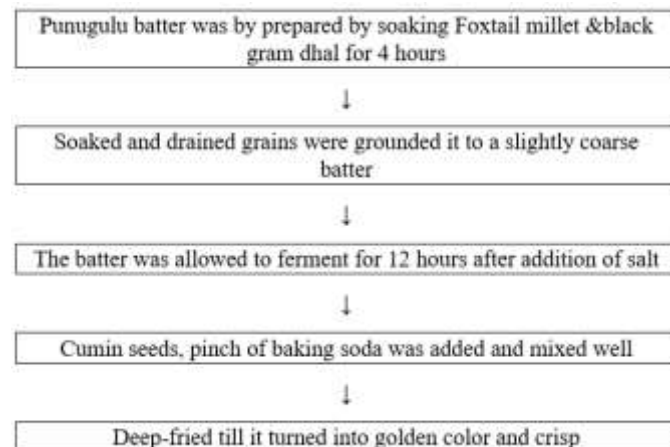 Punugulu batter was by prepared by soaking Foxtail millet &black
gram dhal for 4 hours
↓
Soaked and drained grains were grounded it to a slightly coarse
batter
↓
The batter was allowed to ferment for 12 hours after addition of salt
↓
Cumin seeds, pinch of baking soda was added and mixed well
↓
Deep-fried till it turned into golden color and crisp